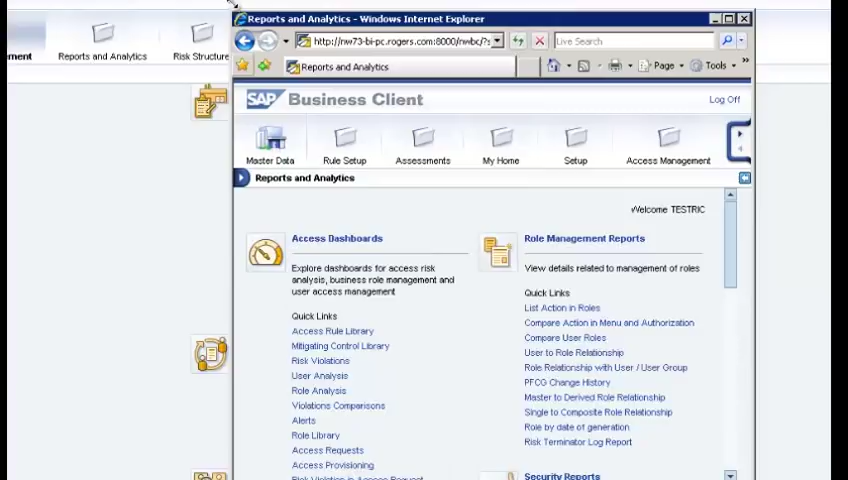 Reports and Analytics - Windows Internet Explorer
http://nw73-bi-pc.rogers.com:8000/nwbc/?s
Live Search
Reports and Analytics
Page
Tools
ement
Reports and Analytics
Risk Structure
SAP Business Client
Log Off
Master Data
Rule Setup
Assessments
My Home
Setup
Access Management
Reports and Analytics
Welcome TESTRIC
Access Dashboards
Explore dashboards for access risk
analysis, business role management and
user access management
Quick Links
Access Rule Library
Mitigating Control Library
Risk Violations
User Analysis
Role Analysis
Violations Comparisons
Alerts
Role Library
Access Requests
Access Provisioning
Risk Violation in Access Request
Role Management Reports
View details related to management of roles
Quick Links
List Action in Roles
Compare Action in Menu and Authorization
Compare User Roles
User to Role Relationship
Role Relationship with User / User Group
PFCG Change History
Master to Derived Role Relationship
Single to Composite Role Relationship
Role by date of generation
Risk Terminator Log Report
Security Reports